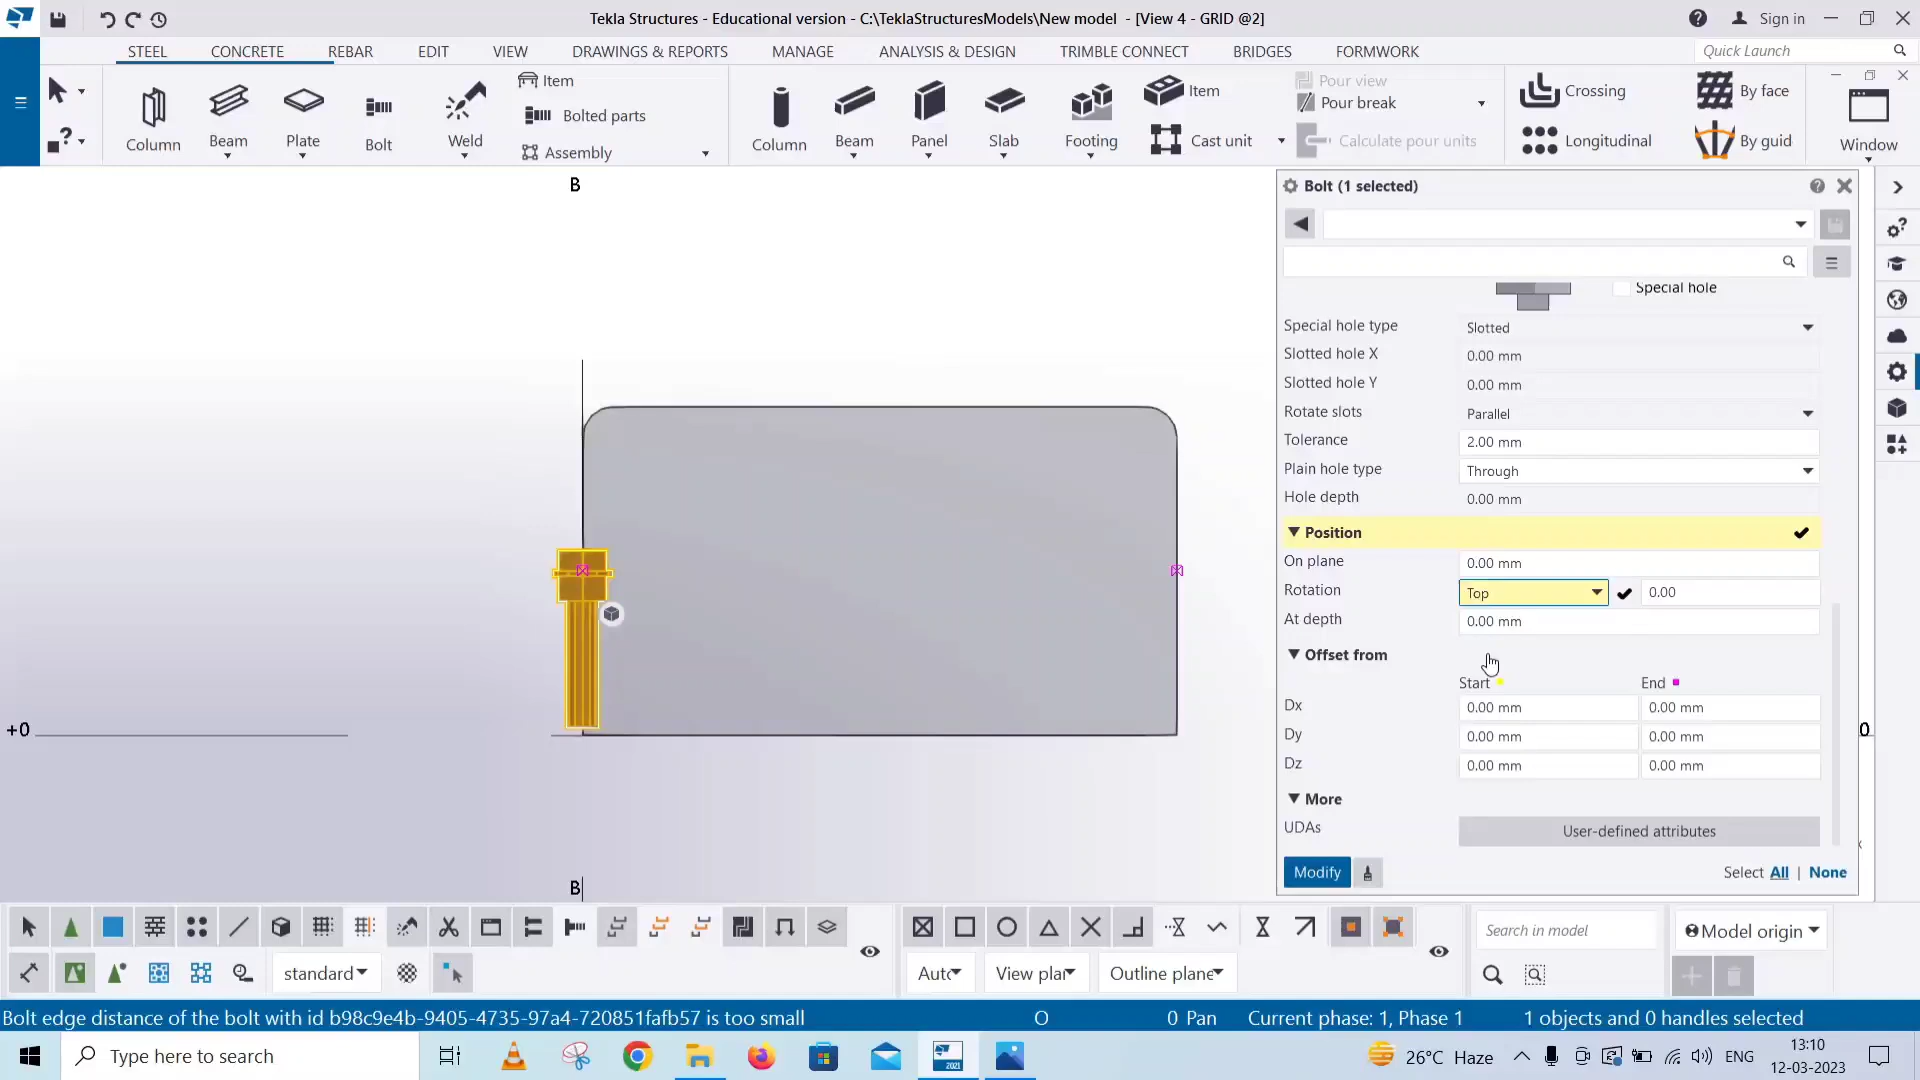 Tekla Structures - Educational version - C:\TeklaStructuresModels\New model - [View 4 - GRID @2]
Sign in
STEEL CONCRETE REBAR EDIT VIEW DRAWINGS & REPORTS MANAGE ANALYSIS & DESIGN TRIMBLE CONNECT BRIDGES FORMWORK
Quick Launch
Column Beam Plate Bolt Weld
Item
Bolted parts
Assembly
Column Beam Panel Slab Footing
Item
Cast unit
Pour view
Pour break
Calculate pour units
Crossing
Longitudinal
By face
By guid
Window
B
Bolt (1 selected)
Special hole
Special hole type Slotted
Slotted hole X 0.00 mm
Slotted hole Y 0.00 mm
Rotate slots Parallel
Tolerance 2.00 mm
Plain hole type Through
Hole depth 0.00 mm
Position
On plane 0.00 mm
Rotation Top 0.00
At depth 0.00 mm
Offset from
Start End
Dx 0.00 mm 0.00 mm
Dy 0.00 mm 0.00 mm
Dz 0.00 mm 0.00 mm
More
UDAs User-defined attributes
Modify Select All | None
+0
0
B
standard
Auto
View plan
Outline plane
Search in model
Model origin
Bolt edge distance of the bolt with id b98c9e4b-9405-4735-97a4-720851fafb57 is too small O 0 Pan Current phase: 1, Phase 1 1 objects and 0 handles selected
Type here to search
2021
26°C Haze
ENG
13:10
12-03-2023